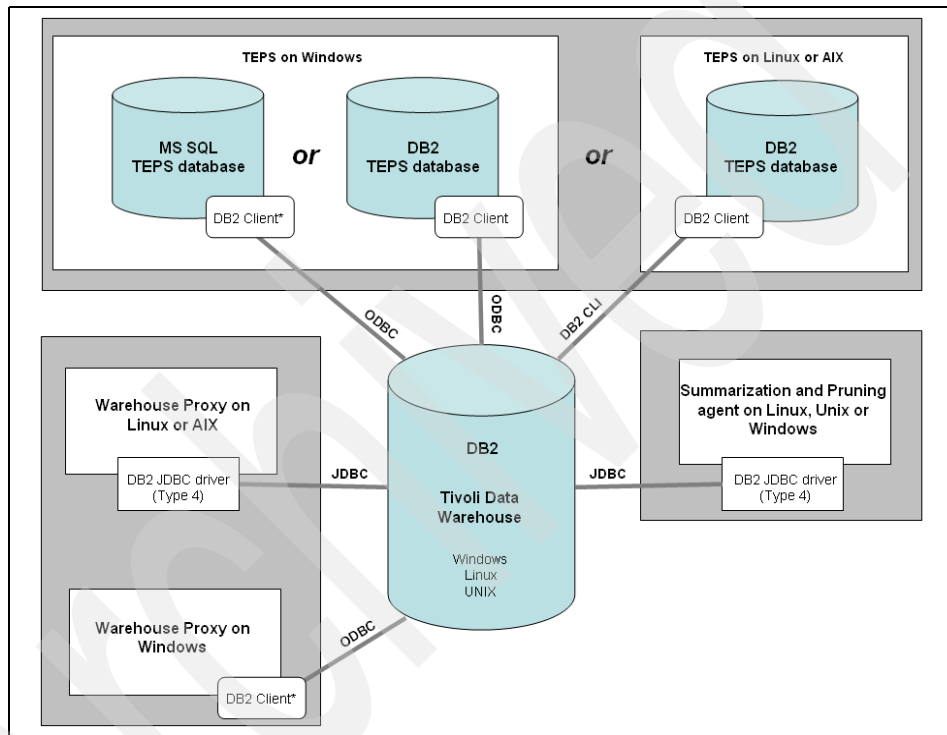 TEPS on Windows
TEPS on Linux or AIX
MS SQL
TEPS database
or
DB2
TEPS database
or
DB2
TEPS database
DB2 Client*
DB2 Client
DB2 Client
ODBC
ODBC
DB2 CLI
Warehouse Proxy on
Linux or AIX
DB2 JDBC driver
(Type 4)
JDBC
DB2
Tivoli Data
Warehouse
Windows
Linux
UNIX
JDBC
Summarization and Pruning
agent on Linux, Unix or
Windows
DB2 JDBC driver
(Type 4)
Warehouse Proxy on
Windows
DB2 Client*
ODBC
Archived